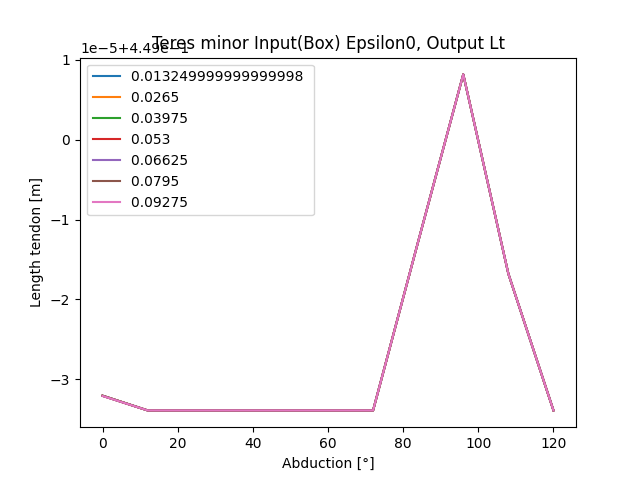 Teres minor Input(Box) Epsilon0, Output Lt
1e−5+4.49e−1
0.013249999999999998
0.0265
0.03975
0.053
0.06625
0.0795
0.09275
1
0
−1
−2
−3
Length tendon [m]
0 20 40 60 80 100 120
Abduction [°]